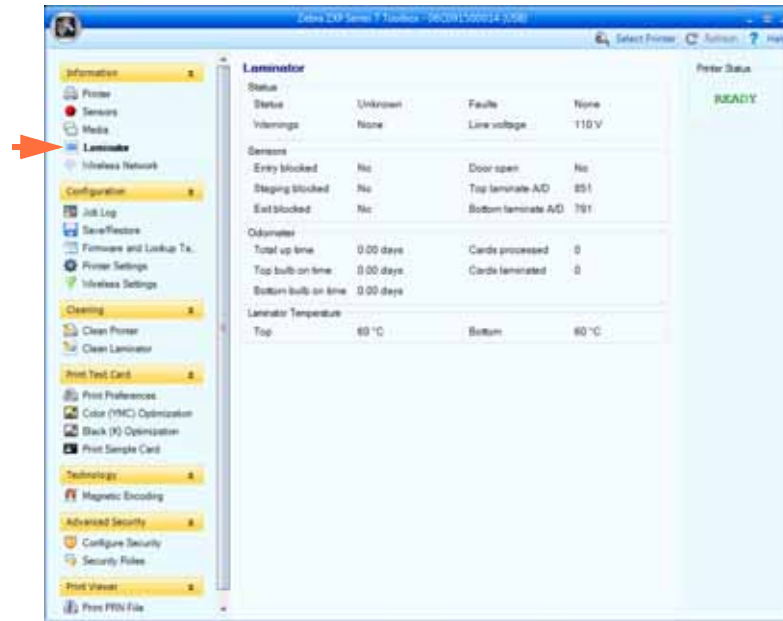 Zebra ZXP Series 7 Toolbox - 06C091500014 (USB)
Select Printer Refresh ? Help
Information
Printer
Sensors
Media
Laminator
Wireless Network
Configuration
Job Log
Save/Restore
Firmware and Lookup Ta..
Printer Settings
Wireless Settings
Cleaning
Clean Printer
Clean Laminator
Print Test Card
Print Preferences
Color (YMC) Optimization
Black (K) Optimization
Print Sample Card
Technology
Magnetic Encoding
Advanced Security
Configure Security
Security Roles
Print Viewer
Print PRN File
Laminator
Status
Status Unknown Faults None
Warnings None Line voltage 110 V
Sensors
Entry blocked No Door open No
Staging blocked No Top laminate A/D 851
Exit blocked No Bottom laminate A/D 781
Odometer
Total up time 0.00 days Cards processed 0
Top bulb on time 0.00 days Cards laminated 0
Bottom bulb on time 0.00 days
Laminator Temperature
Top 60 °C Bottom 60 °C
Printer Status
READY